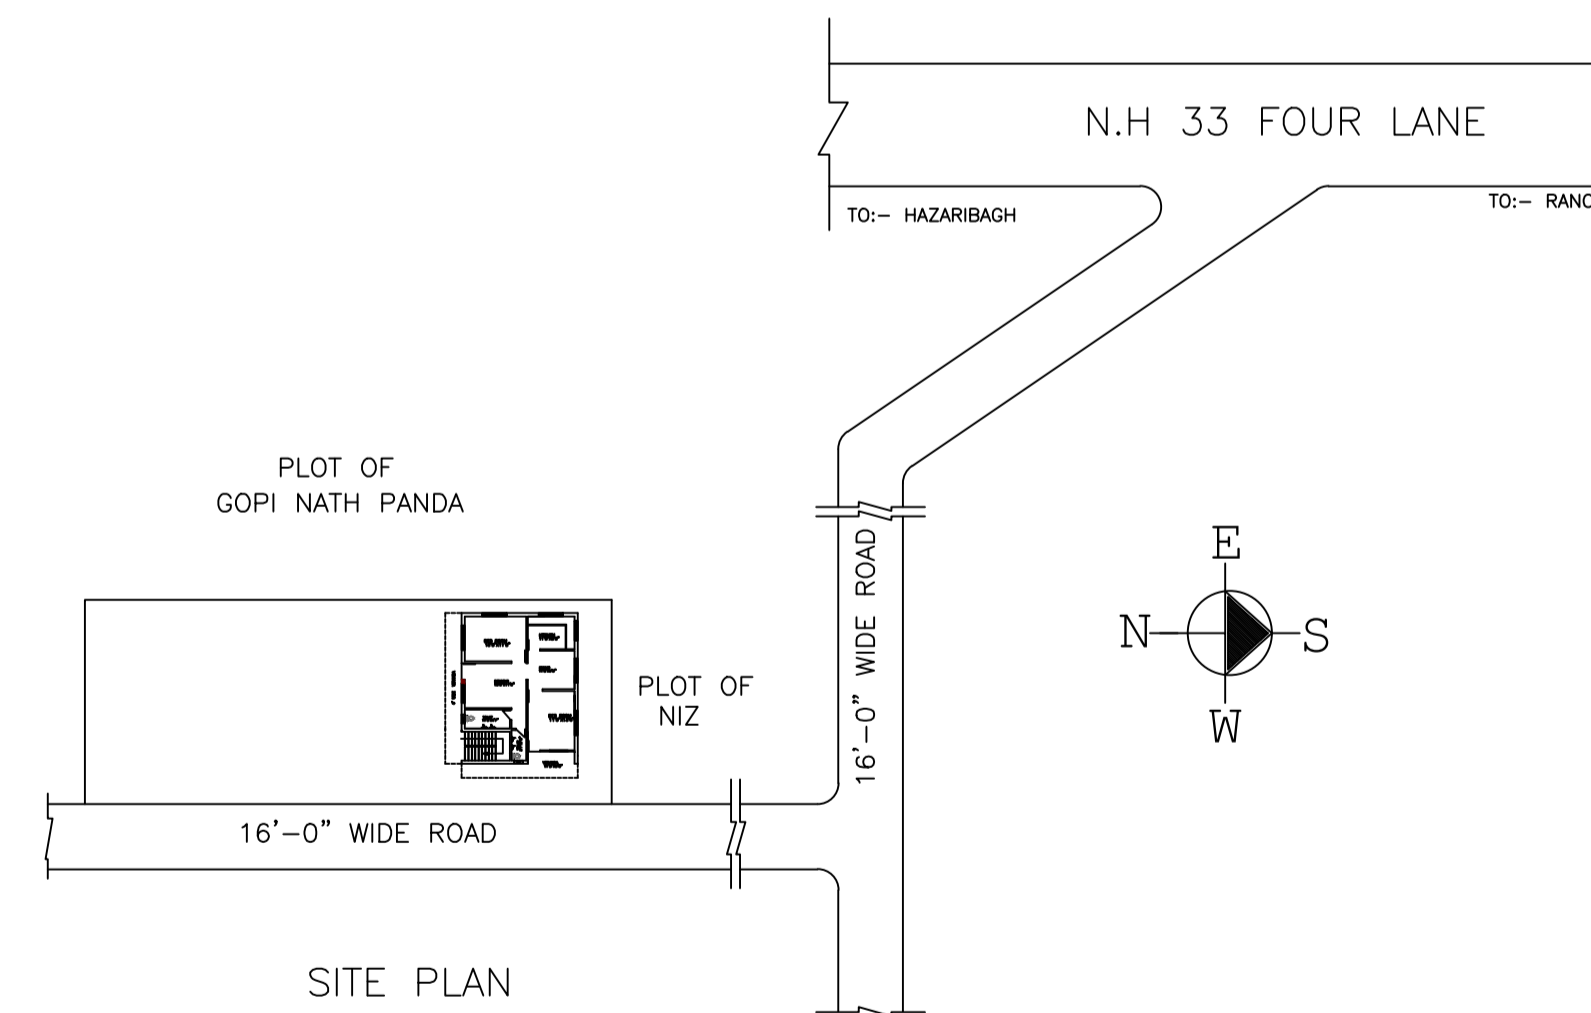 N.H 33 FOUR LANE
TO:– HAZARIBAGH
TO:– RANC
PLOT OF
GOPI NATH PANDA
16'–0" WIDE ROAD
E
N
S
W
PLOT OF
NIZ
16'–0" WIDE ROAD
SITE PLAN